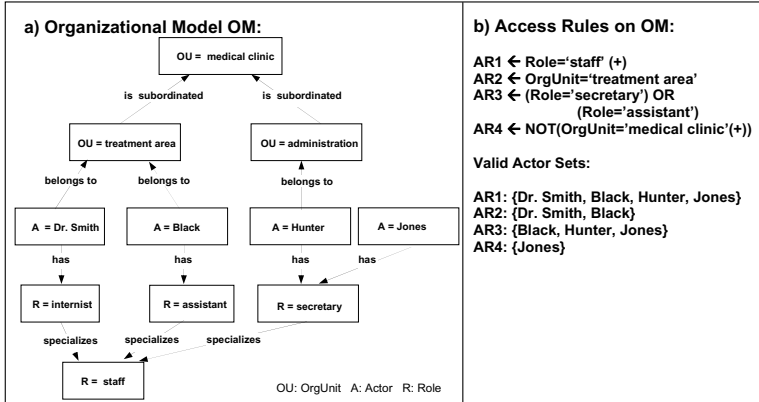 a) Organizational Model OM:
OU = medical clinic
is subordinated
is subordinated
OU = treatment area
OU = administration
belongs to
belongs to
belongs to
A = Dr. Smith
A = Black
A = Hunter
A = Jones
has
has
has
has
R = internist
R = assistant
R = secretary
specializes
specializes
specializes
R = staff
OU: OrgUnit A: Actor R: Role
b) Access Rules on OM:
AR1 ← Role=‘staff’ (+)
AR2 ← OrgUnit=‘treatment area’
AR3 ← (Role=’secretary’) OR
(Role=’assistant’)
AR4 ← NOT(OrgUnit=’medical clinic’(+))
Valid Actor Sets:
AR1: {Dr. Smith, Black, Hunter, Jones}
AR2: {Dr. Smith, Black}
AR3: {Black, Hunter, Jones}
AR4: {Jones}